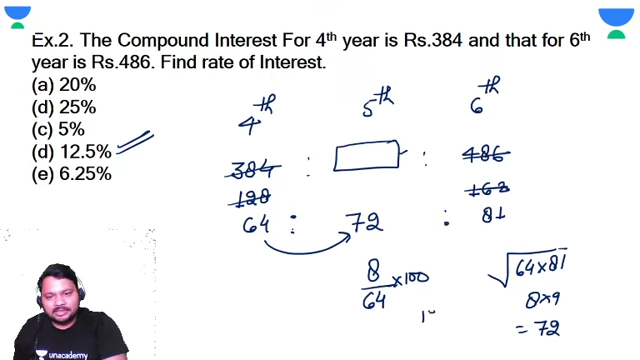 Ex.2. The Compound Interest For 4th year is Rs.384 and that for 6th
year is Rs.486. Find rate of Interest.
(a) 20%
(d) 25%
(c) 5%
(d) 12.5%
(e) 6.25%
4th 5th 6th
384 : : 486
128 162
64 : 72 : 81
8/64 × 100
√64×81
8×9
= 72
unacademy